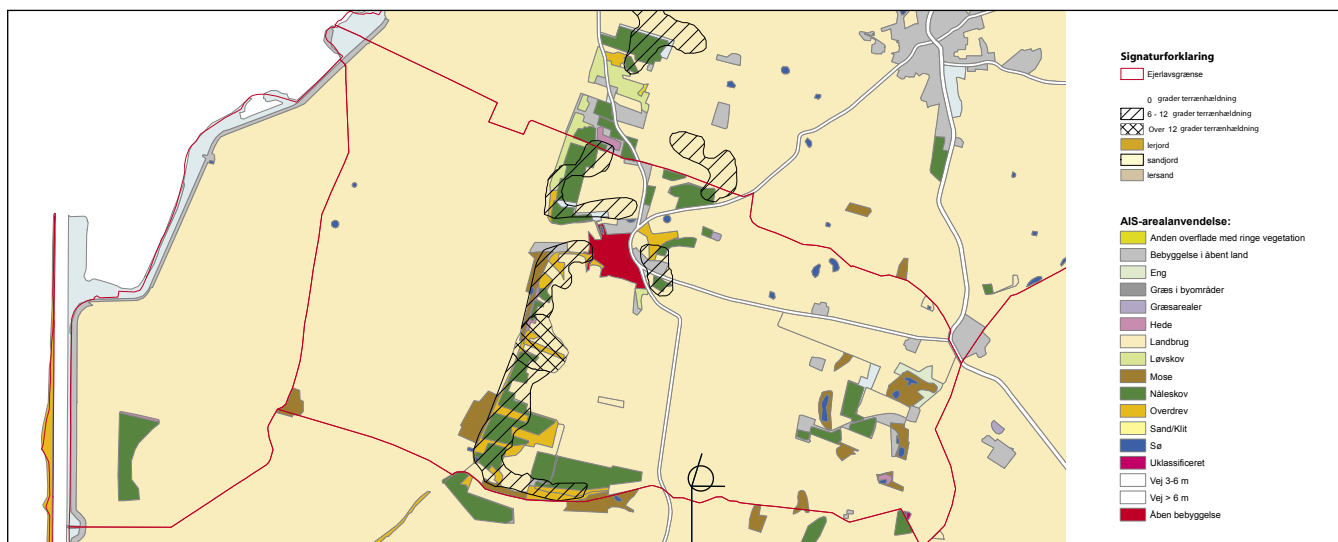 Signaturforklaring
Ejerlavsgrænse
0 grader terrænhældning
6 - 12 grader terrænhældning
Over 12 grader terrænhældning
lerjord
sandjord
lersand
AIS-arealanvendelse:
Anden overflade med ringe vegetation
Bebyggelse i åbent land
Eng
Græs i byområder
Græsarealer
Hede
Landbrug
Løvskov
Mose
Nåleskov
Overdrev
Sand/Klit
Sø
Uklassificeret
Vej 3-6 m
Vej > 6 m
Åben bebyggelse